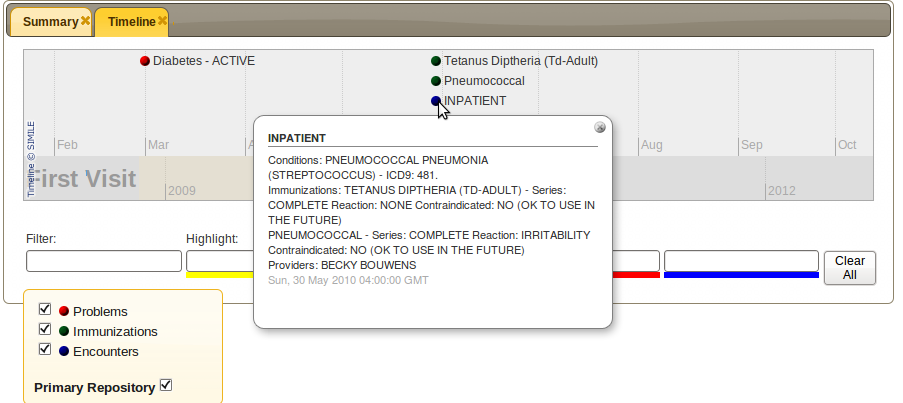 Summary
Timeline
Diabetes - ACTIVE
Tetanus Diptheria (Td-Adult)
Pneumococcal
INPATIENT
Feb
Mar
A
Aug
Sep
Oct
Timeline © SIMILE
First Visit
2009
2012
INPATIENT
Conditions: PNEUMOCOCCAL PNEUMONIA
(STREPTOCOCCUS) - ICD9: 481.
Immunizations: TETANUS DIPTHERIA (TD-ADULT) - Series:
COMPLETE Reaction: NONE Contraindicated: NO (OK TO USE IN
THE FUTURE)
PNEUMOCOCCAL - Series: COMPLETE Reaction: IRRITABILITY
Contraindicated: NO (OK TO USE IN THE FUTURE)
Providers: BECKY BOUWENS
Sun, 30 May 2010 04:00:00 GMT
Filter:
Highlight:
Clear
All
Problems
Immunizations
Encounters
Primary Repository